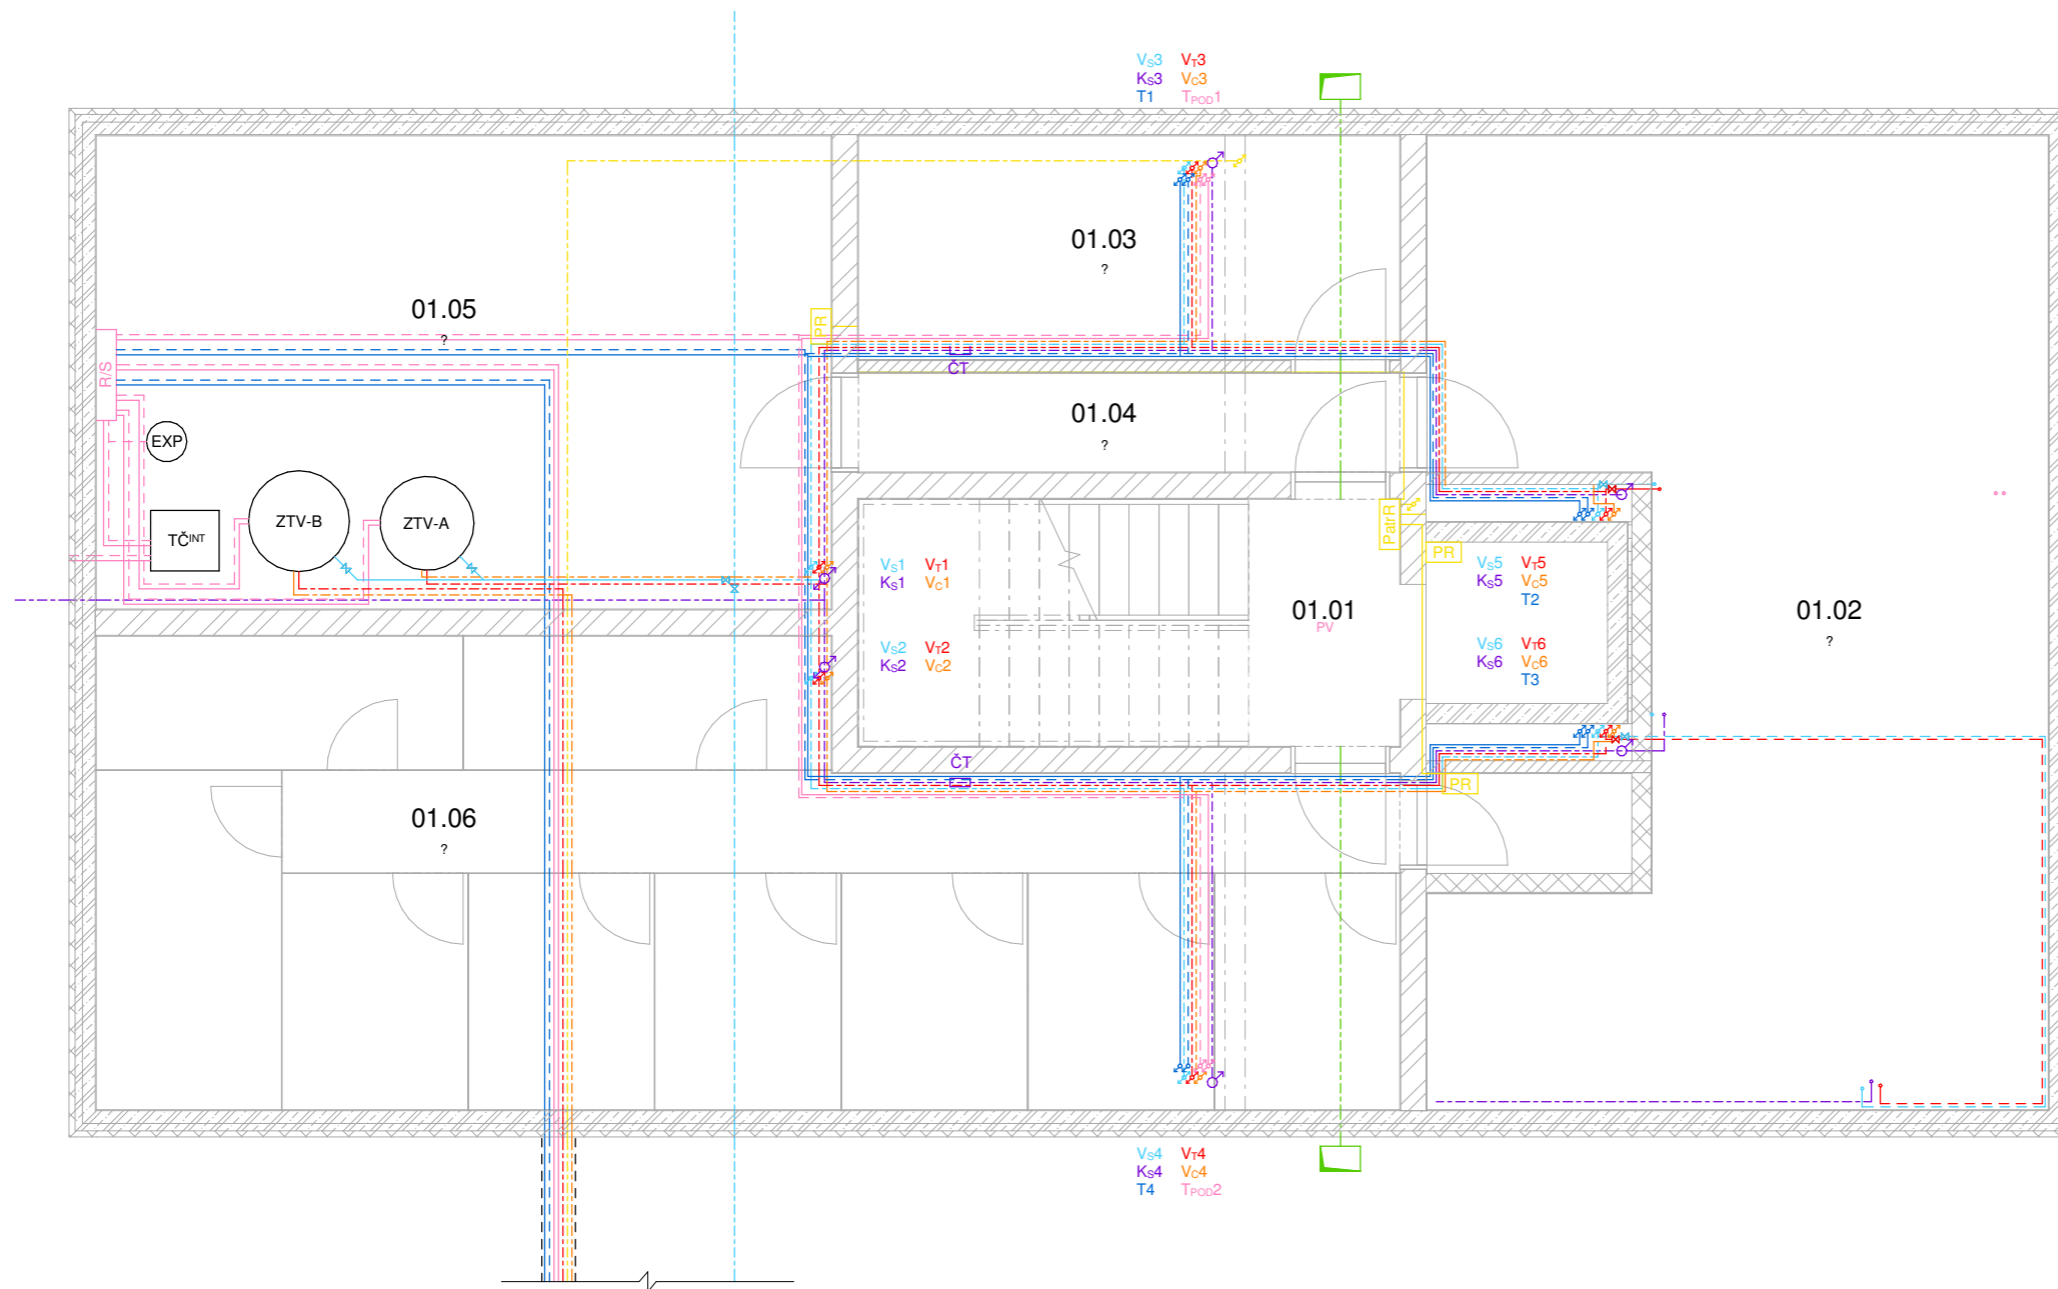 VS3 VT3
KS3 VC3
T1 TPOD1
01.03
?
01.05
?
PR
R/S
ČT
01.04
?
EXP
ZTV-B
ZTV-A
TČINT
PatrR
PR
VS1 VT1
KS1 VC1
VS5 VT5
KS5 VC5
T2
01.01
PV
01.02
?
VS2 VT2
KS2 VC2
VS6 VT6
KS6 VC6
T3
ČT
PR
01.06
?
VS4 VT4
KS4 VC4
T4 TPOD2